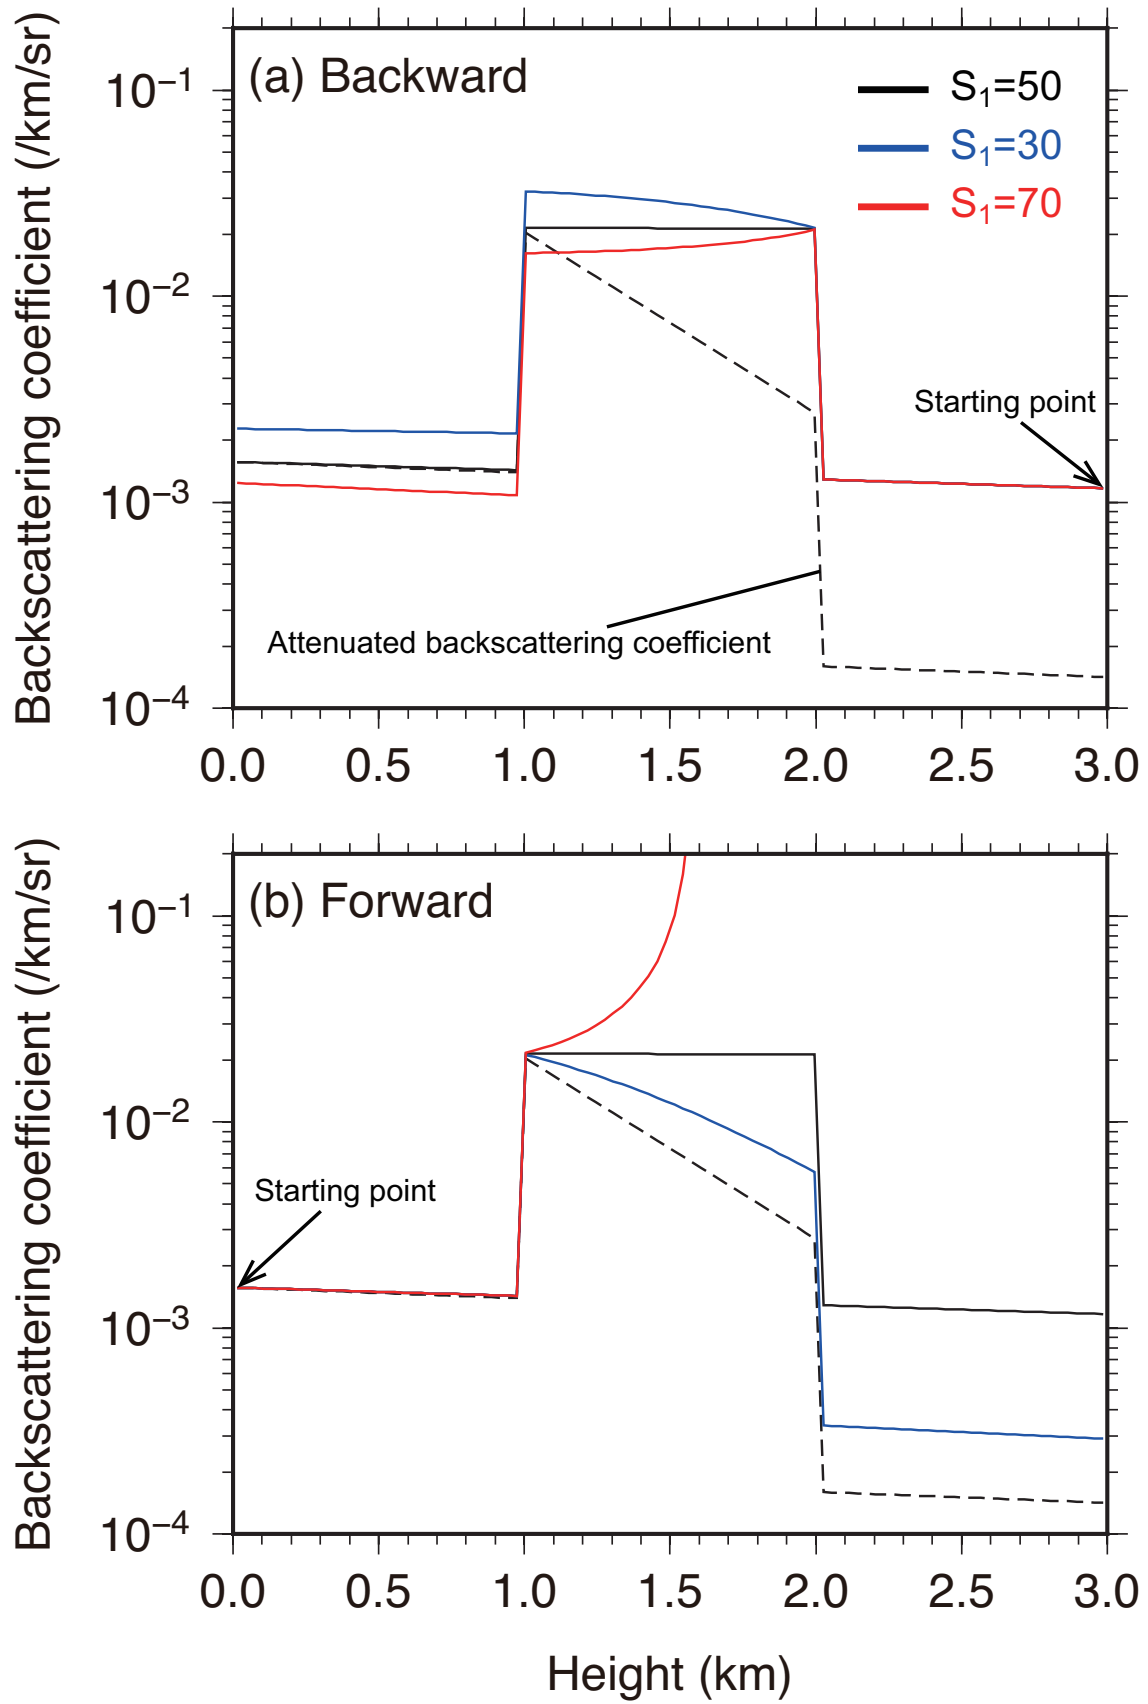 (a) Backward
S₁=50
S₁=30
S₁=70
Starting point
Attenuated backscattering coefficient
Backscattering coefficient (/km/sr)
10⁻¹
10⁻²
10⁻³
10⁻⁴
0.0 0.5 1.0 1.5 2.0 2.5 3.0
(b) Forward
Starting point
Backscattering coefficient (/km/sr)
10⁻¹
10⁻²
10⁻³
10⁻⁴
0.0 0.5 1.0 1.5 2.0 2.5 3.0
Height (km)